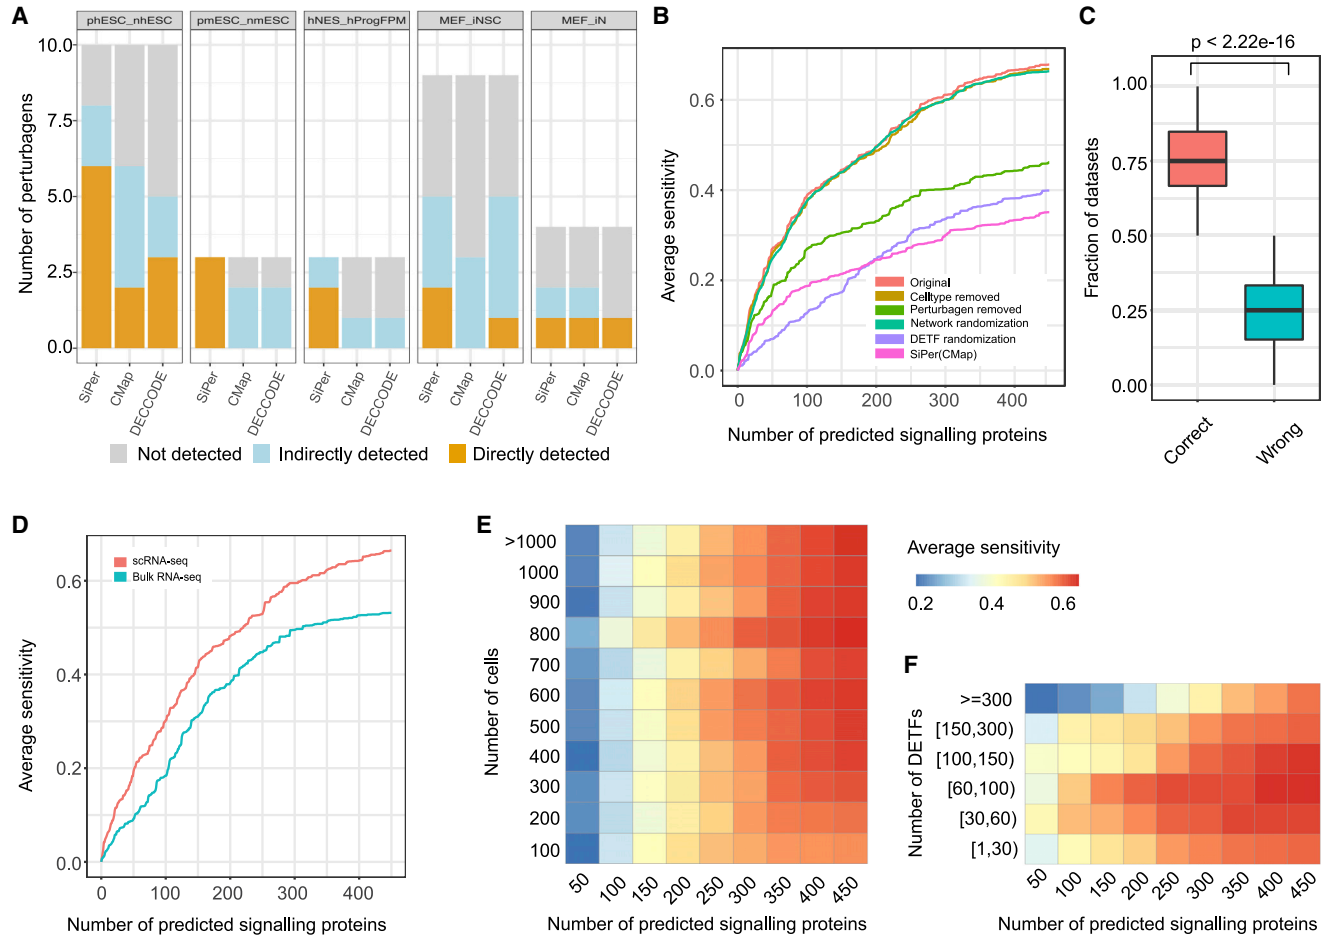 A
phESC_nhESC
pmESC_nmESC
hNES_hProgFPM
MEF_iNSC
MEF_iN
Number of perturbagens
10.0
7.5
5.0
2.5
0.0
SiPer
CMap
DECCODE
SiPer
CMap
DECCODE
SiPer
CMap
DECCODE
SiPer
CMap
DECCODE
SiPer
CMap
DECCODE
Not detected
Indirectly detected
Directly detected
B
Average sensitivity
0.6
0.4
0.2
0.0
Original
Celltype removed
Perturbagen removed
Network randomization
DETF randomization
SiPer(CMap)
0
100
200
300
400
Number of predicted signalling proteins
C
p < 2.22e-16
Fraction of datasets
1.00
0.75
0.50
0.25
0.00
Correct
Wrong
D
Average sensitivity
0.6
0.4
0.2
0.0
scRNA-seq
Bulk RNA-seq
0
100
200
300
400
Number of predicted signalling proteins
E
Number of cells
>1000
1000
900
800
700
600
500
400
300
200
100
50
100
150
200
250
300
350
400
450
Number of predicted signalling proteins
Average sensitivity
0.2
0.4
0.6
F
Number of DETFs
>=300
[150,300)
[100,150)
[60,100)
[30,60)
[1,30)
50
100
150
200
250
300
350
400
450
Number of predicted signalling proteins